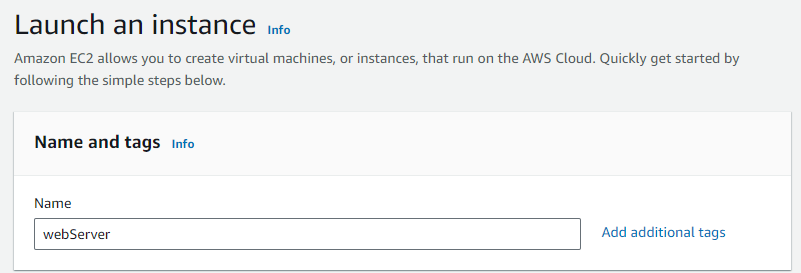 Launch an instance Info
Amazon EC2 allows you to create virtual machines, or instances, that run on the AWS Cloud. Quickly get started by
following the simple steps below.
Name and tags Info
Name
webServer Add additional tags